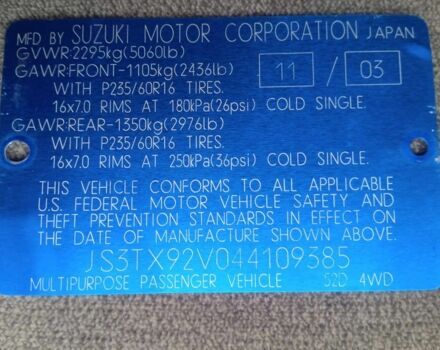 MFD BY SUZUKI MOTOR CORPORATION JAPAN
GVWR:2295kg(5060lb)
GAWR:FRONT-1105kg(2436lb) 11 / 03
WITH P235/60R16 TIRES.
16x7.0 RIMS AT 180kPa(26psi) COLD SINGLE.
GAWR:REAR-1350kg(2976lb)
WITH P235/60R16 TIRES.
16x7.0 RIMS AT 250kPa(36psi) COLD SINGLE.
THIS VEHICLE CONFORMS TO ALL APPLICABLE
U.S. FEDERAL MOTOR VEHICLE SAFETY AND
THEFT PREVENTION STANDARDS IN EFFECT ON
THE DATE OF MANUFACTURE SHOWN ABOVE.
JS3TX92V044109385
MULTIPURPOSE PASSENGER VEHICLE 52D 4WD